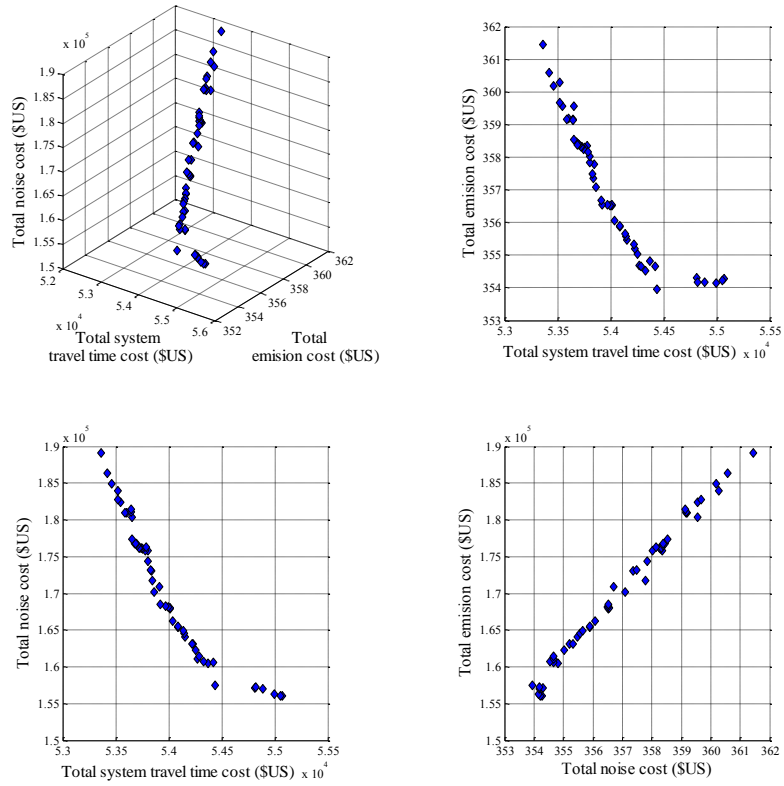 x 10^5
1.9
1.85
1.8
1.75
1.7
1.65
1.6
1.55
1.5
Total noise cost ($US)
5.2
5.3
5.4
5.5
5.6
x 10^4
Total system
travel time cost ($US)
352
354
356
358
360
362
Total
emision cost ($US)
362
361
360
359
358
357
356
355
354
353
Total emission cost ($US)
5.3 5.35 5.4 5.45 5.5 5.55
Total system travel time cost ($US) x 10^4
x 10^5
1.9
1.85
1.8
1.75
1.7
1.65
1.6
1.55
1.5
Total noise cost ($US)
5.3 5.35 5.4 5.45 5.5 5.55
Total system travel time cost ($US) x 10^4
x 10^5
1.9
1.85
1.8
1.75
1.7
1.65
1.6
1.55
1.5
Total emission cost ($US)
353 354 355 356 357 358 359 360 361 362
Total noise cost ($US)